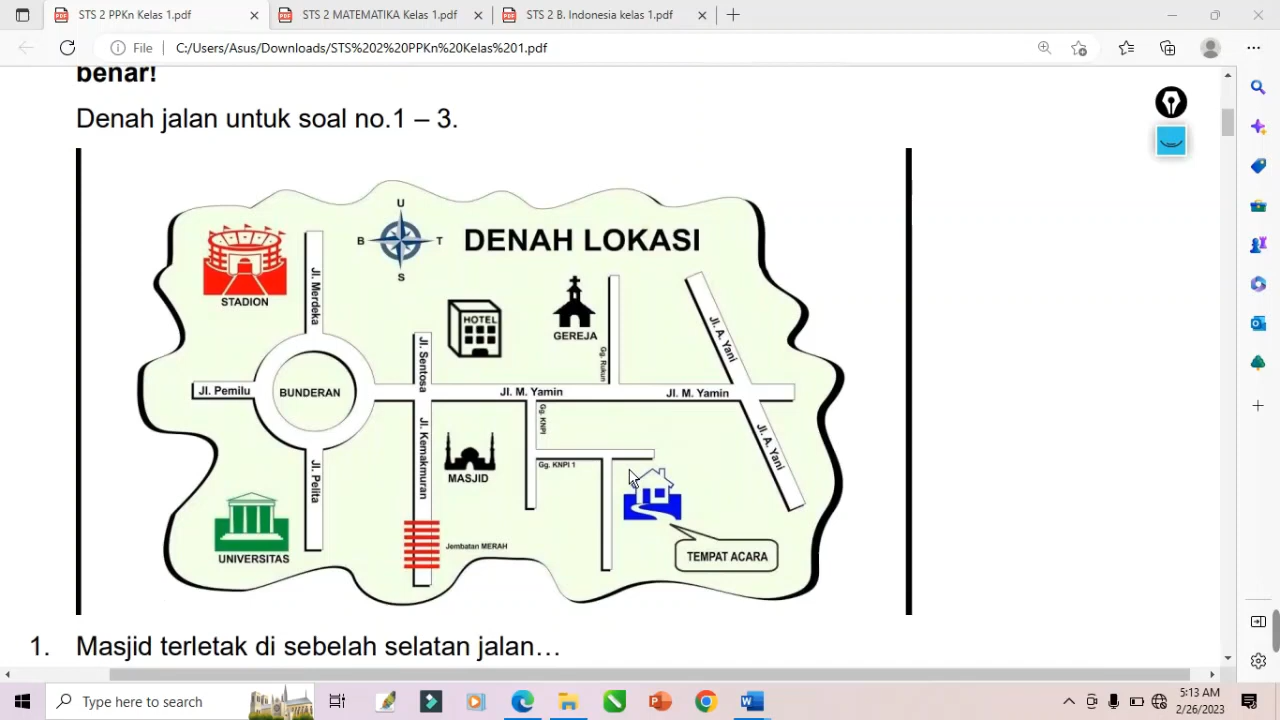 STS 2 PPKn Kelas 1.pdf
STS 2 MATEMATIKA Kelas 1.pdf
STS 2 B. Indonesia kelas 1.pdf
File
C:/Users/Asus/Downloads/STS%202%20PPKn%20Kelas%201.pdf
benar!
Denah jalan untuk soal no.1 – 3.
U
B
T
S
DENAH LOKASI
STADION
Jl. Merdeka
HOTEL
GEREJA
Gg. Rukun
Jl. A. Yani
Jl. Sentosa
Jl. Pemilu
BUNDERAN
Jl. M. Yamin
Jl. M. Yamin
Gg. KNPI
Jl. A. Yani
Jl. Kemakmuran
Jl. Pelita
MASJID
Gg. KNPI 1
UNIVERSITAS
Jembatan MERAH
TEMPAT ACARA
1. Masjid terletak di sebelah selatan jalan…
Type here to search
5:13 AM
2/26/2023